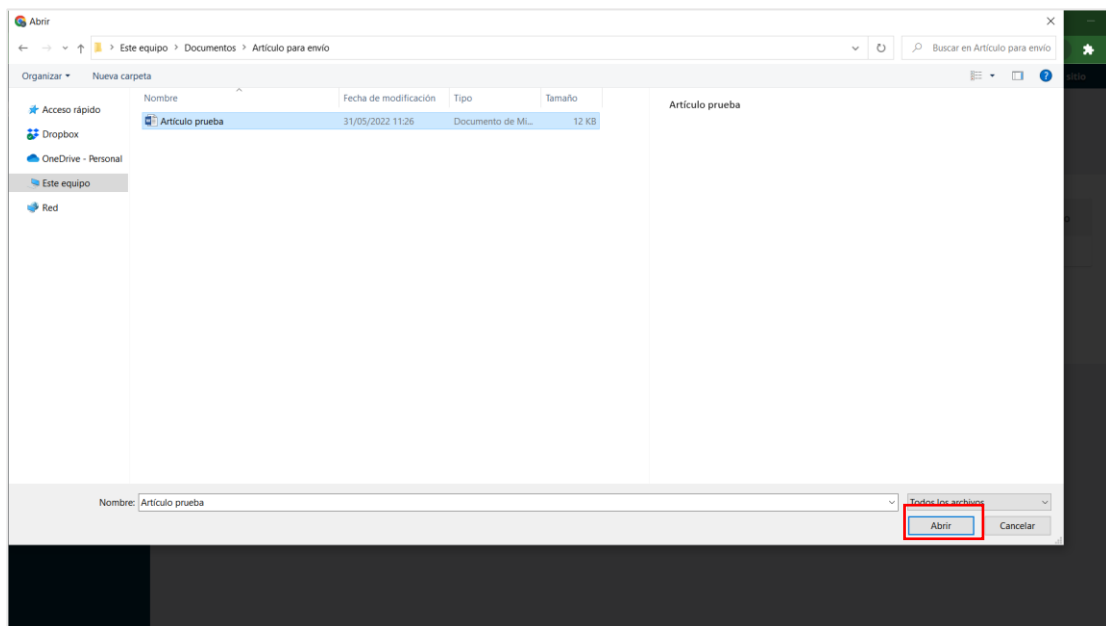 Abrir
Este equipo > Documentos > Artículo para envío
Buscar en Artículo para envío
Organizar
Nueva carpeta
sitio
Nombre
Fecha de modificación
Tipo
Tamaño
Artículo prueba
31/05/2022 11:26
Documento de Mi...
12 KB
Artículo prueba
Acceso rápido
Dropbox
OneDrive - Personal
Este equipo
Red
Nombre:
Artículo prueba
Todos los archivos
Abrir
Cancelar